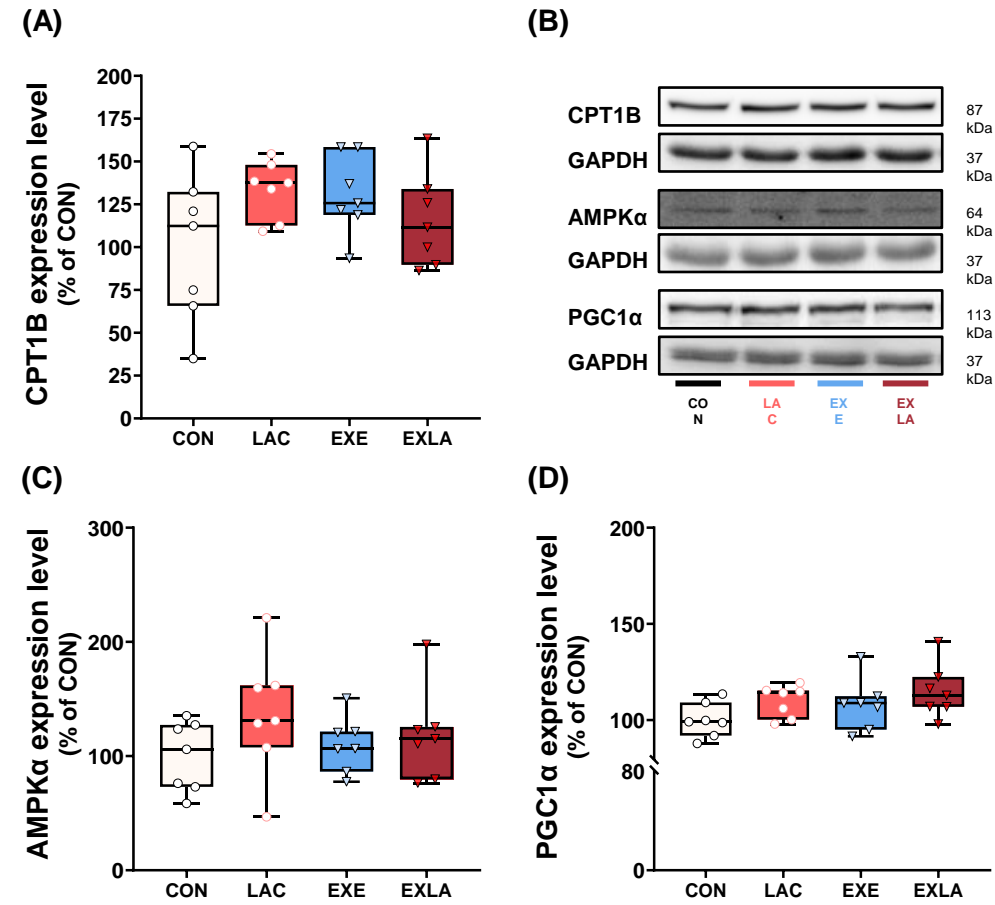 (A)
CPT1B expression level
(% of CON)
200
175
150
125
100
75
50
25
0
CON LAC EXE EXLA
(B)
CPT1B
87
kDa
GAPDH
37
kDa
AMPKα
64
kDa
GAPDH
37
kDa
PGC1α
113
kDa
GAPDH
37
kDa
CO
N
LA
C
EX
E
EX
LA
(C)
AMPKα expression level
(% of CON)
300
200
100
0
CON LAC EXE EXLA
(D)
PGC1α expression level
(% of CON)
200
150
100
80
0
CON LAC EXE EXLA